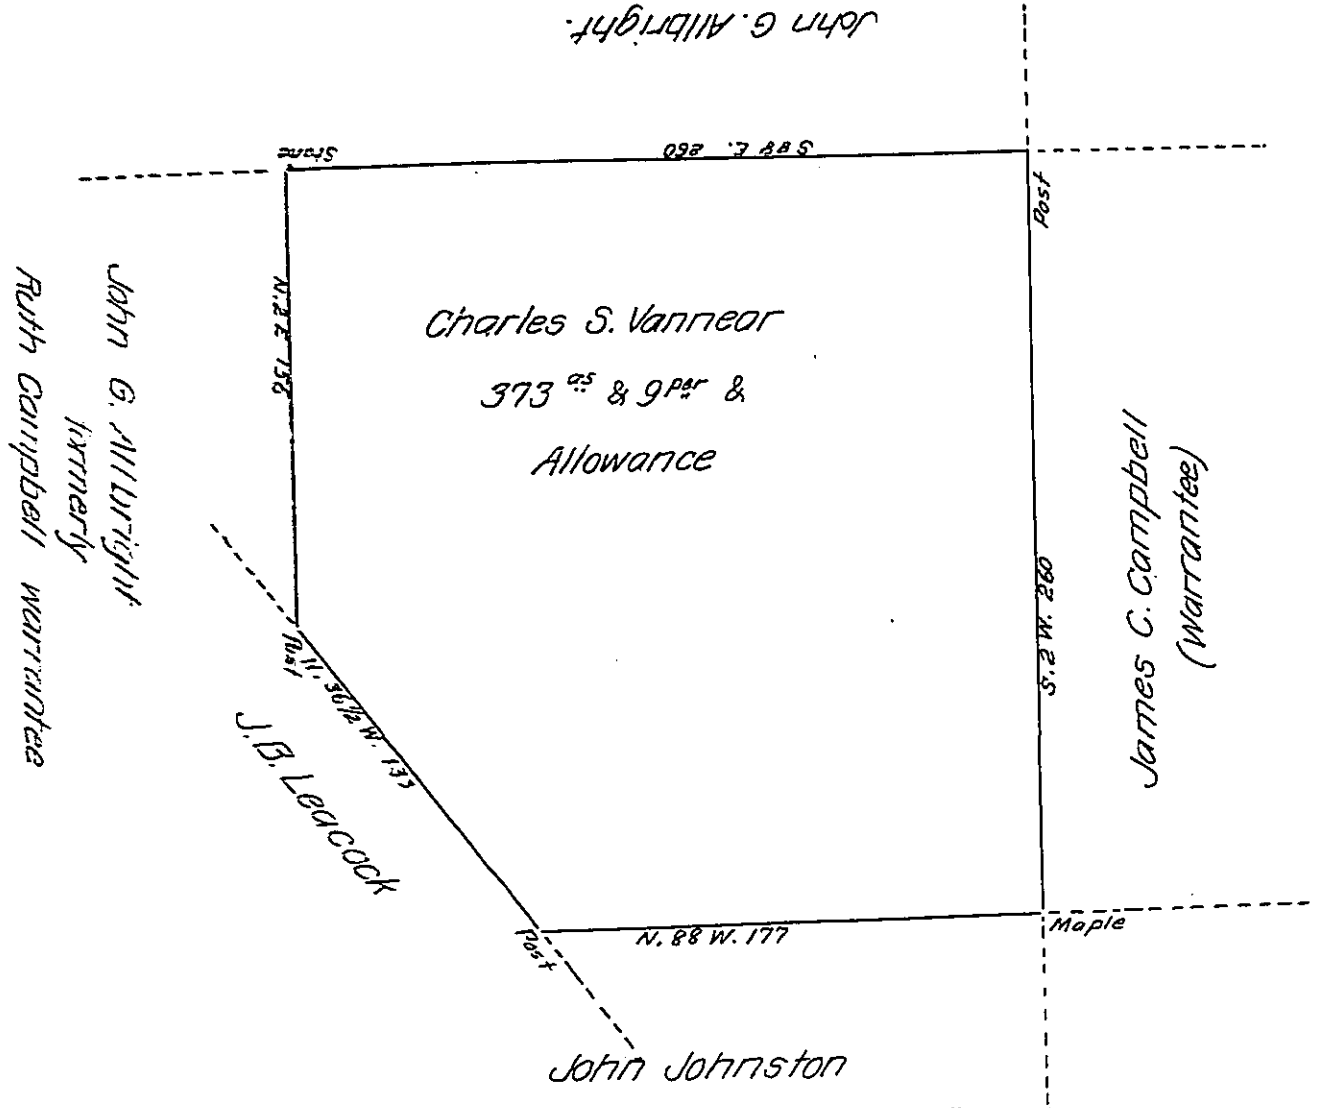 John G. Allbright.
Stone
S 88 E. 260
Post
N. 2 E 156
Charles S. Vannear
373 as & 9 per &
Allowance
John G. Allbright
formerly
Ruth Campbell warrantee
James C. Campbell
(Warrantee)
S. 2 W. 260
Post
N. 36 1/2 W. 133
J. B. Leacock
Post
N. 88 W. 177
Maple
John Johnston